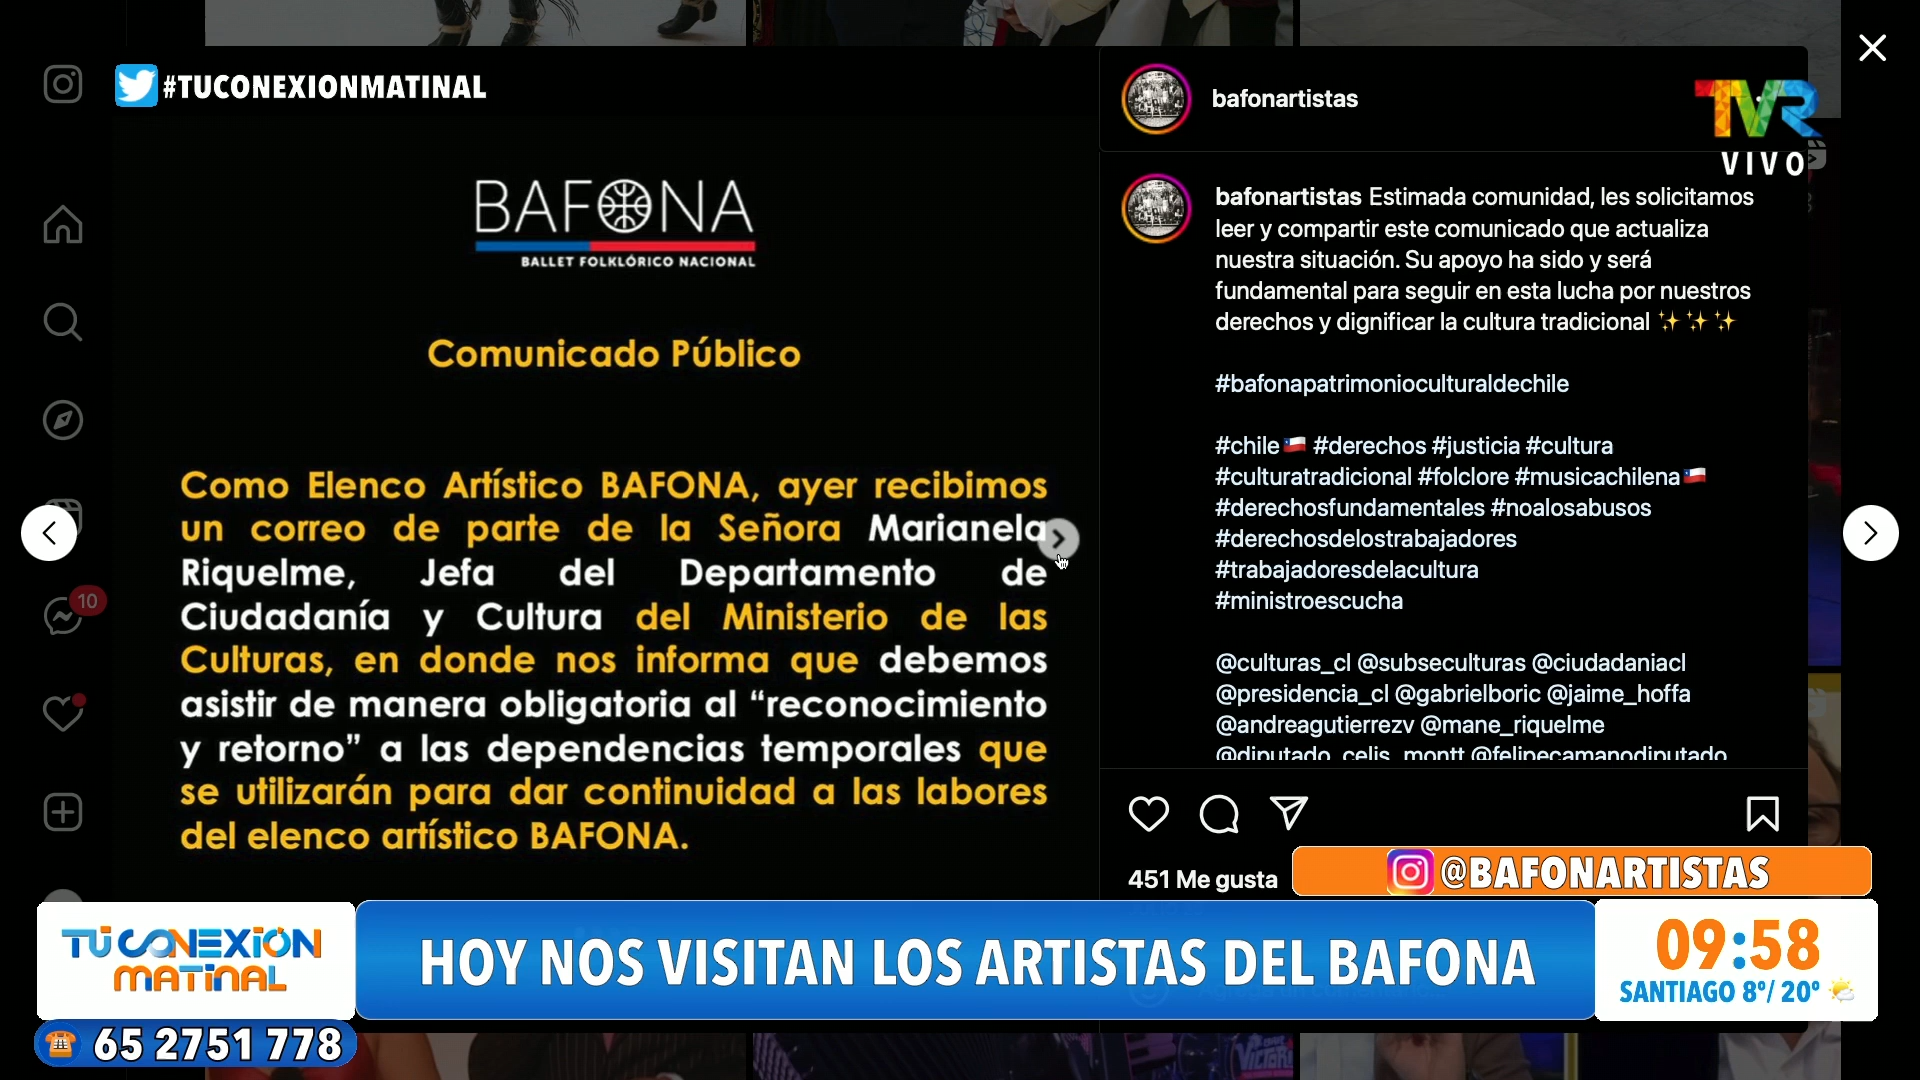 #TUCONEXIONMATINAL
BAFONA
BALLET FOLKLÓRICO NACIONAL
Comunicado Público
Como Elenco Artístico BAFONA, ayer recibimos
un correo de parte de la Señora Marianela
Riquelme, Jefa del Departamento de
Ciudadanía y Cultura del Ministerio de las
Culturas, en donde nos informa que debemos
asistir de manera obligatoria al “reconocimiento
y retorno” a las dependencias temporales que
se utilizarán para dar continuidad a las labores
del elenco artístico BAFONA.
10
bafonartistas
TVR
VIVO
bafonartistas Estimada comunidad, les solicitamos
leer y compartir este comunicado que actualiza
nuestra situación. Su apoyo ha sido y será
fundamental para seguir en esta lucha por nuestros
derechos y dignificar la cultura tradicional ✨✨✨
#bafonapatrimonioculturaldechile
#chile🇨🇱 #derechos #justicia #cultura
#culturatradicional #folclore #musicachilena🇨🇱
#derechosfundamentales #noalosabusos
#derechosdelostrabajadores
#trabajadoresdelacultura
#ministroescucha
@culturas_cl @subseculturas @ciudadaniacl
@presidencia_cl @gabrielboric @jaime_hoffa
@andreagutierrezv @mane_riquelme
@diputado_celis_montt @felipecamanodiputado
451 Me gusta
@BAFONARTISTAS
TU CONEXIÓN
MATINAL
HOY NOS VISITAN LOS ARTISTAS DEL BAFONA
09:58
SANTIAGO 8º/ 20º
65 2751 778